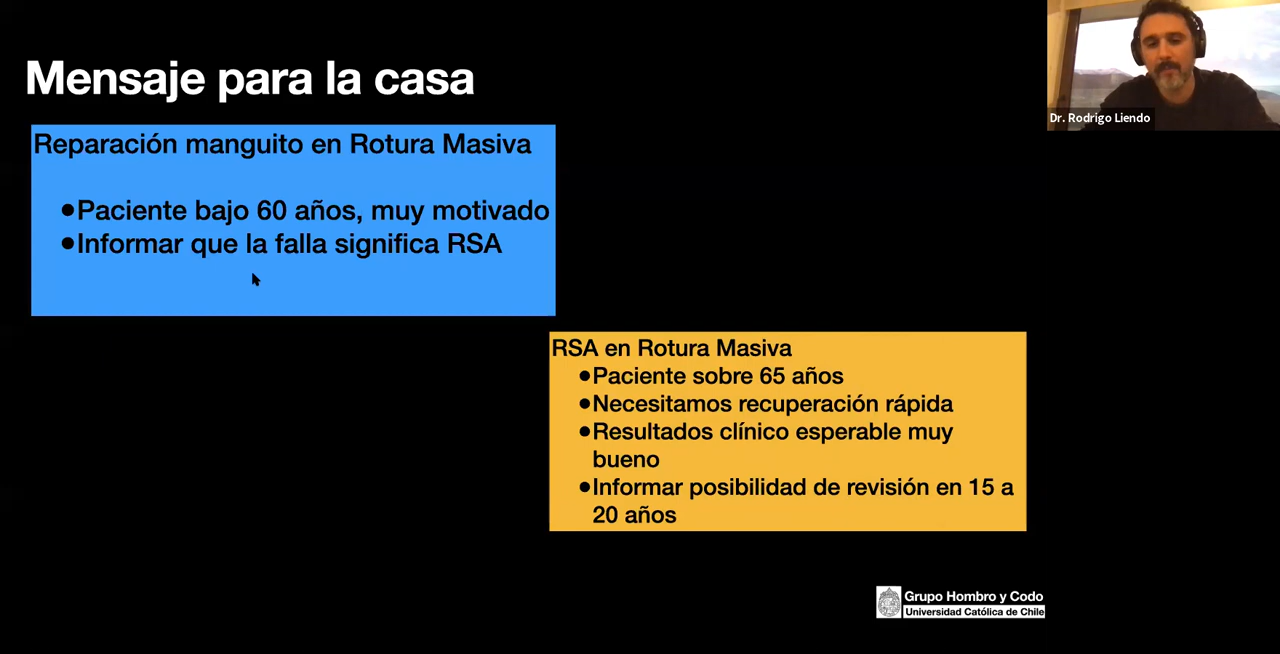 Mensaje para la casa
Dr. Rodrigo Liendo
Reparación manguito en Rotura Masiva
●Paciente bajo 60 años, muy motivado
●Informar que la falla significa RSA
RSA en Rotura Masiva
●Paciente sobre 65 años
●Necesitamos recuperación rápida
●Resultados clínico esperable muy
bueno
●Informar posibilidad de revisión en 15 a
20 años
Grupo Hombro y Codo
Universidad Católica de Chile